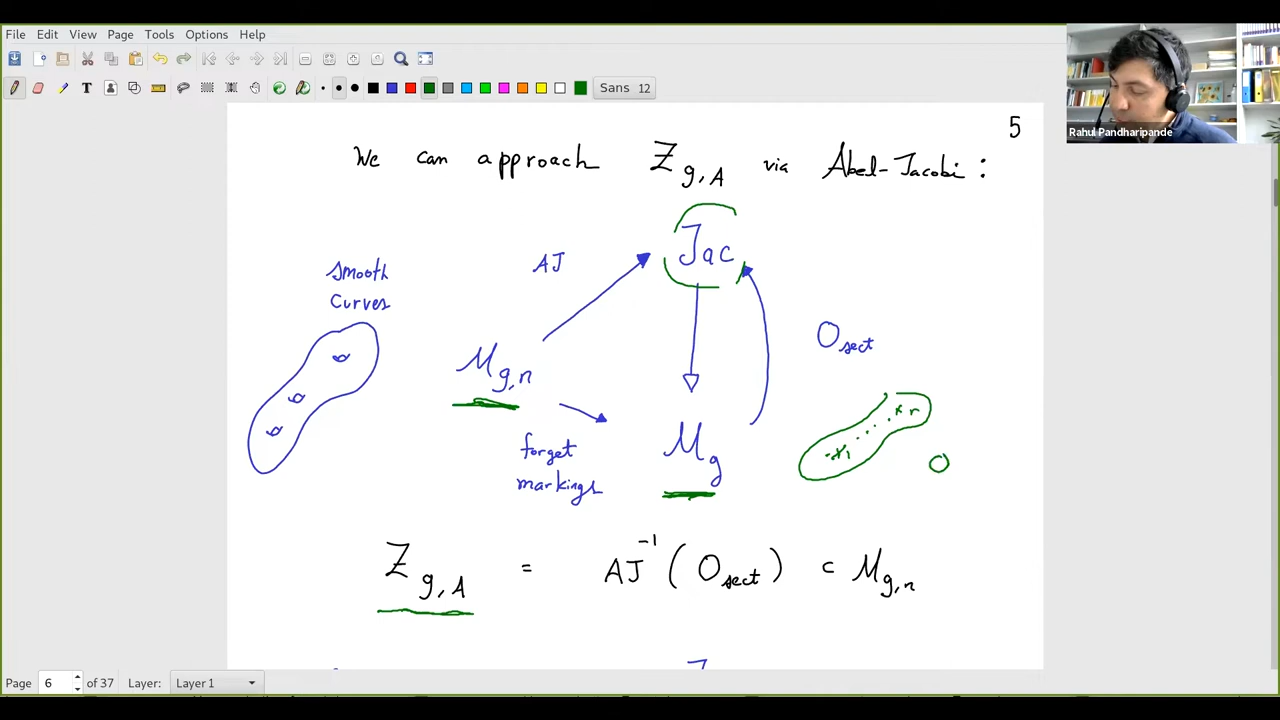 File Edit View Page Tools Options Help
Sans 12
Rahul Pandharipande
5
We can approach Z_{g,A} via Abel-Jacobi:
Jac
AJ
smooth
curves
O_{sect}
M_{g,n}
forget
markings
M_g
x_1 x_n
O
Z_{g,A} = AJ^{-1}(O_{sect}) ⊂ M_{g,n}
Page 6 of 37 Layer: Layer 1